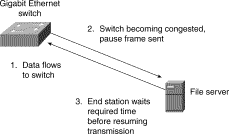 Gigabit Ethernet
switch
2. Switch becoming congested,
pause frame sent
1. Data flows
to switch
File server
3. End station waits
required time
before resuming
transmission